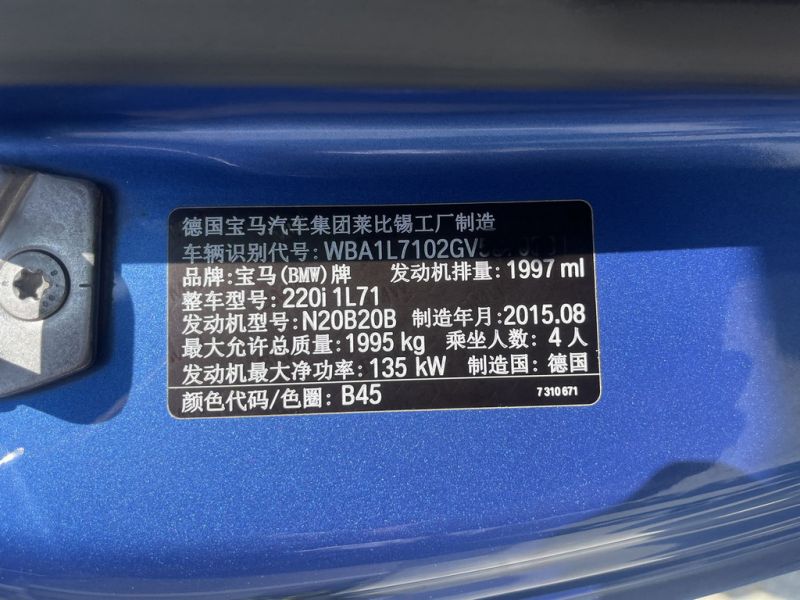 德国宝马汽车集团莱比锡工厂制造
车辆识别代号: WBA1L7102GV
品牌: 宝马(BMW)牌 发动机排量: 1997 ml
整车型号: 220i 1L71
发动机型号: N20B20B 制造年月: 2015.08
最大允许总质量: 1995 kg 乘坐人数: 4 人
发动机最大净功率: 135 kW 制造国: 德国
颜色代码/色圈: B45 7 310 671